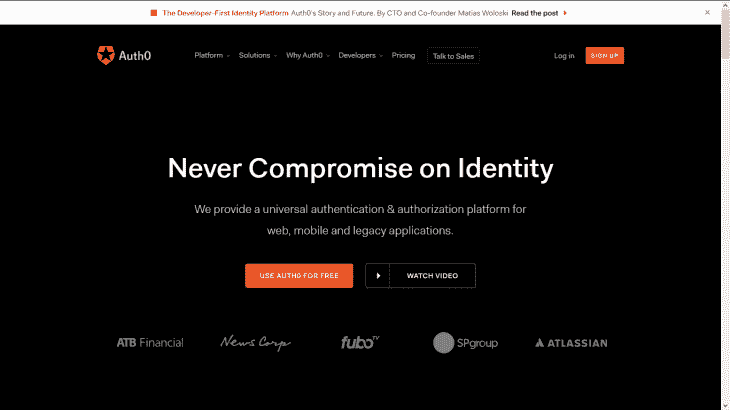 The Developer-First Identity Platform Auth0's Story and Future. By CTO and Co-founder Matias Woloski Read the post
Auth0 Platform Solutions Why Auth0 Developers Pricing Talk to Sales Log in SIGN UP
Never Compromise on Identity
We provide a universal authentication & authorization platform for
web, mobile and legacy applications.
USE AUTH0 FOR FREE WATCH VIDEO
ATB Financial News Corp fubo TV SPgroup ATLASSIAN